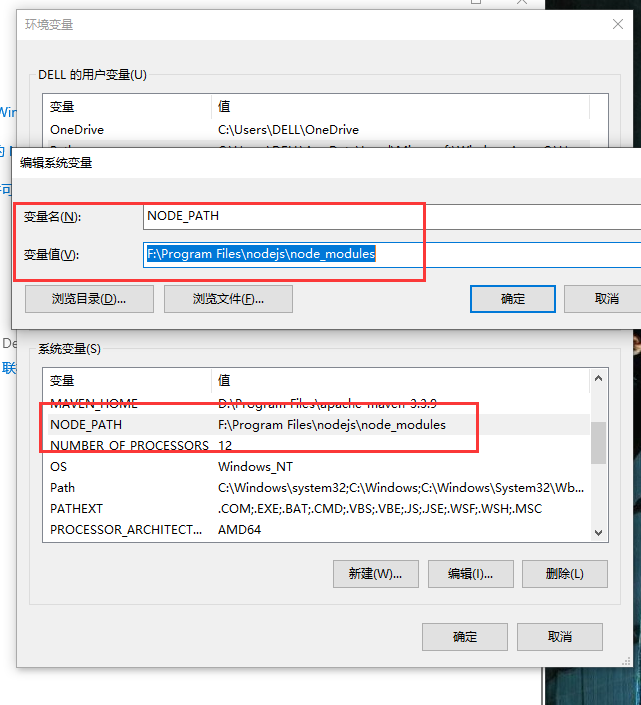 环境变量
DELL 的用户变量(U)
变量 值
OneDrive C:\Users\DELL\OneDrive
Win
编辑系统变量
变量名(N): NODE_PATH
变量值(V): F:\Program Files\nodejs\node_modules
浏览目录(D)... 浏览文件(F)... 确定 取消
De
联
系统变量(S)
变量 值
MAVEN_HOME D:\Program Files\apache-maven-3.3.9
NODE_PATH F:\Program Files\nodejs\node_modules
NUMBER_OF_PROCESSORS 12
OS Windows_NT
Path C:\Windows\system32;C:\Windows;C:\Windows\System32\Wb...
PATHEXT .COM;.EXE;.BAT;.CMD;.VBS;.VBE;.JS;.JSE;.WSF;.WSH;.MSC
PROCESSOR_ARCHITECT... AMD64
新建(W)... 编辑(I)... 删除(L)
确定 取消